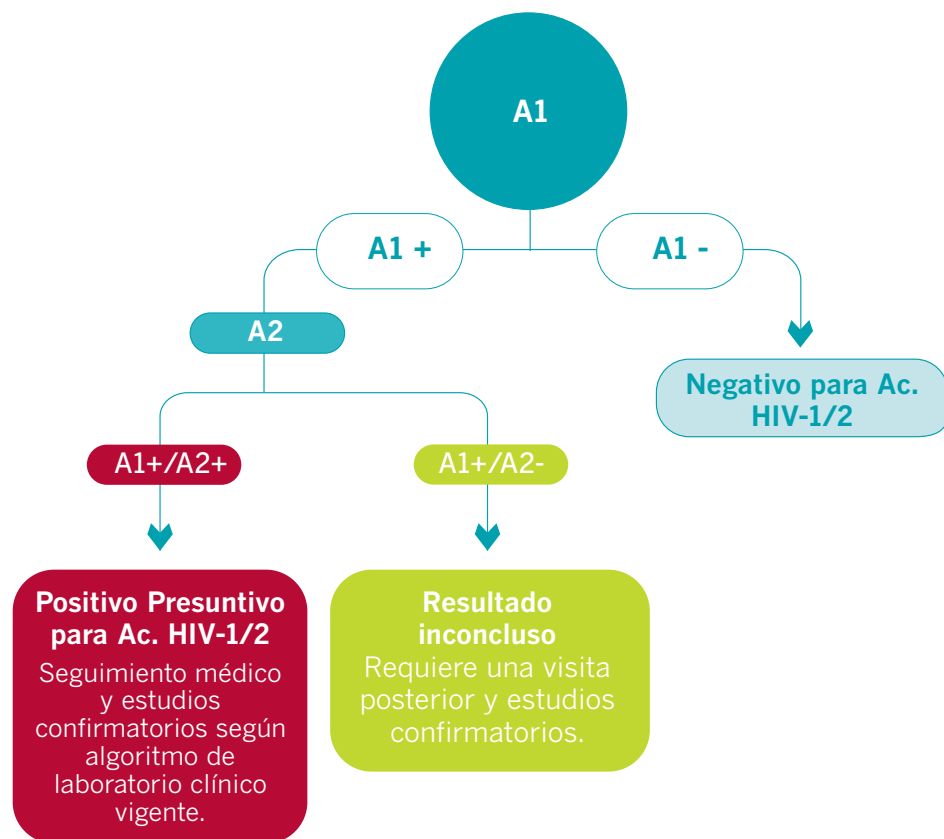 A1
A1 +
A1 -
A2
Negativo para Ac.
HIV-1/2
A1+/A2+
A1+/A2-
Positivo Presuntivo
para Ac. HIV-1/2
Seguimiento médico
y estudios
confirmatorios según
algoritmo de
laboratorio clínico
vigente.
Resultado
inconcluso
Requiere una visita
posterior y estudios
confirmatorios.